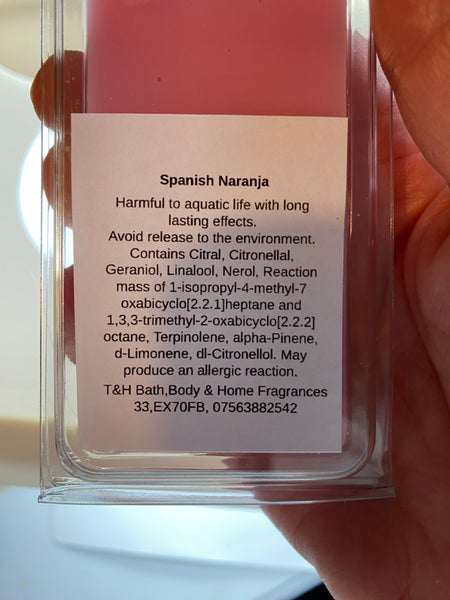 Spanish Naranja
Harmful to aquatic life with long
lasting effects.
Avoid release to the environment.
Contains Citral, Citronellal,
Geraniol, Linalool, Nerol, Reaction
mass of 1-isopropyl-4-methyl-7
oxabicyclo[2.2.1]heptane and
1,3,3-trimethyl-2-oxabicyclo[2.2.2]
octane, Terpinolene, alpha-Pinene,
d-Limonene, dl-Citronellol. May
produce an allergic reaction.
T&H Bath,Body & Home Fragrances
33,EX70FB, 07563882542